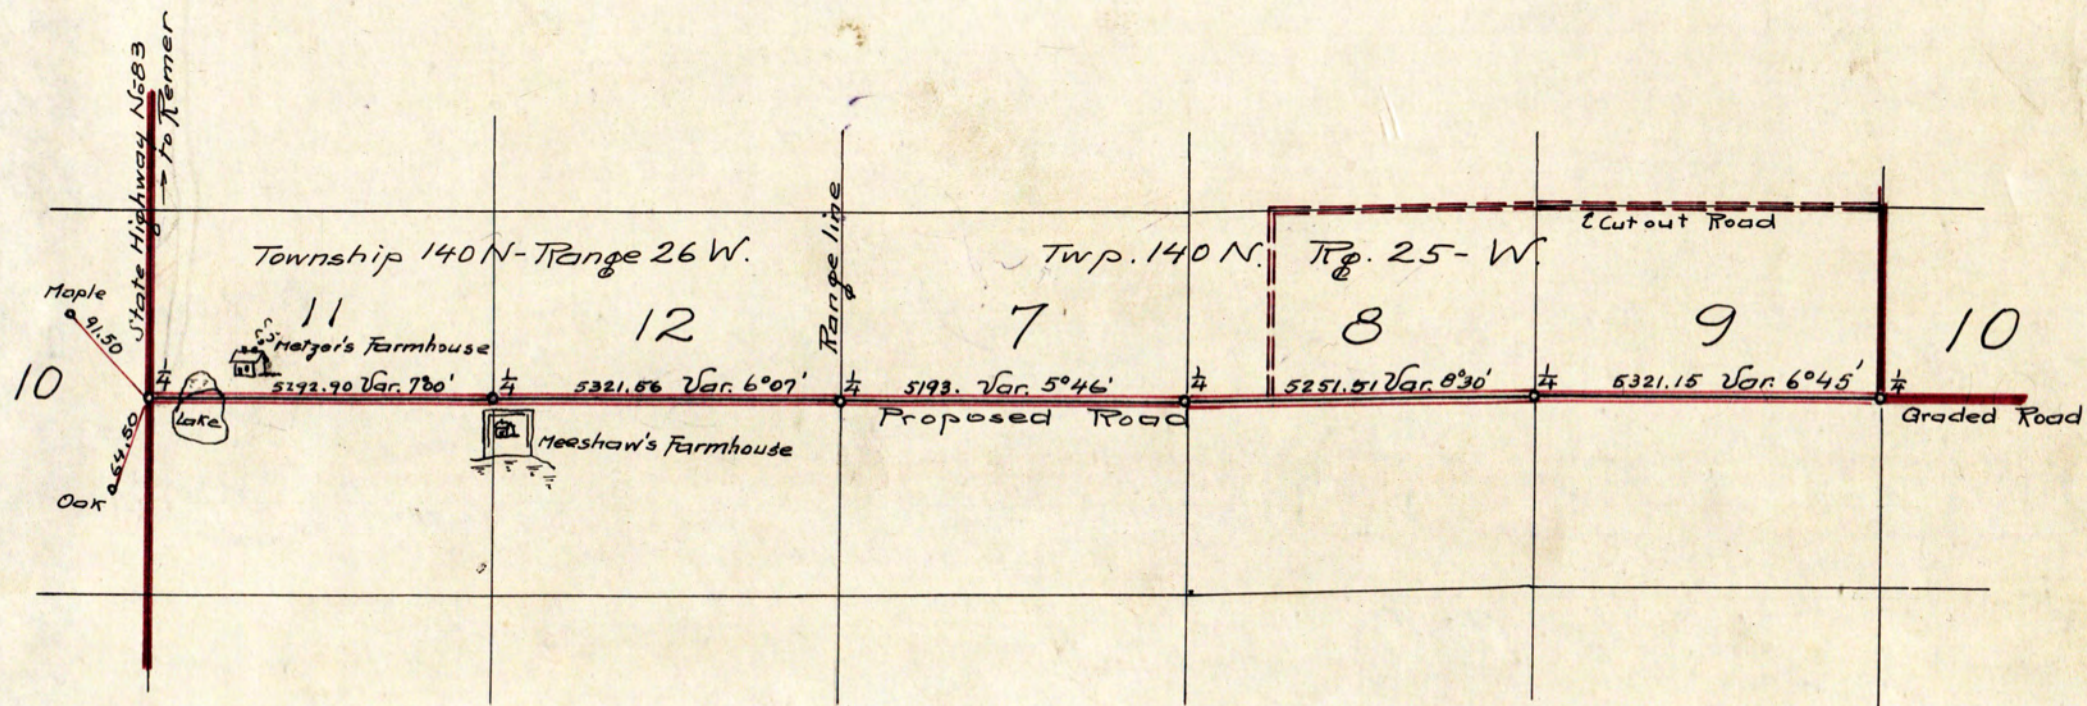 State Highway No 83
→ to Remer
Township 140 N - Range 26 W.
Range line
Twp. 140 N. Rg. 25 - W.
Cut out Road
Maple
91.50
11
12
7
8
9
10
10
Metzer's Farmhouse
1/4
5292.90 Var. 7°00'
1/4
5321.56 Var. 6°07'
1/4
5193. Var. 5°46'
1/4
5251.51 Var. 8°30'
1/4
5321.15 Var. 6°45'
1/4
Lake
Proposed Road
Graded Road
64.50
Oak
Meeshaw's Farmhouse